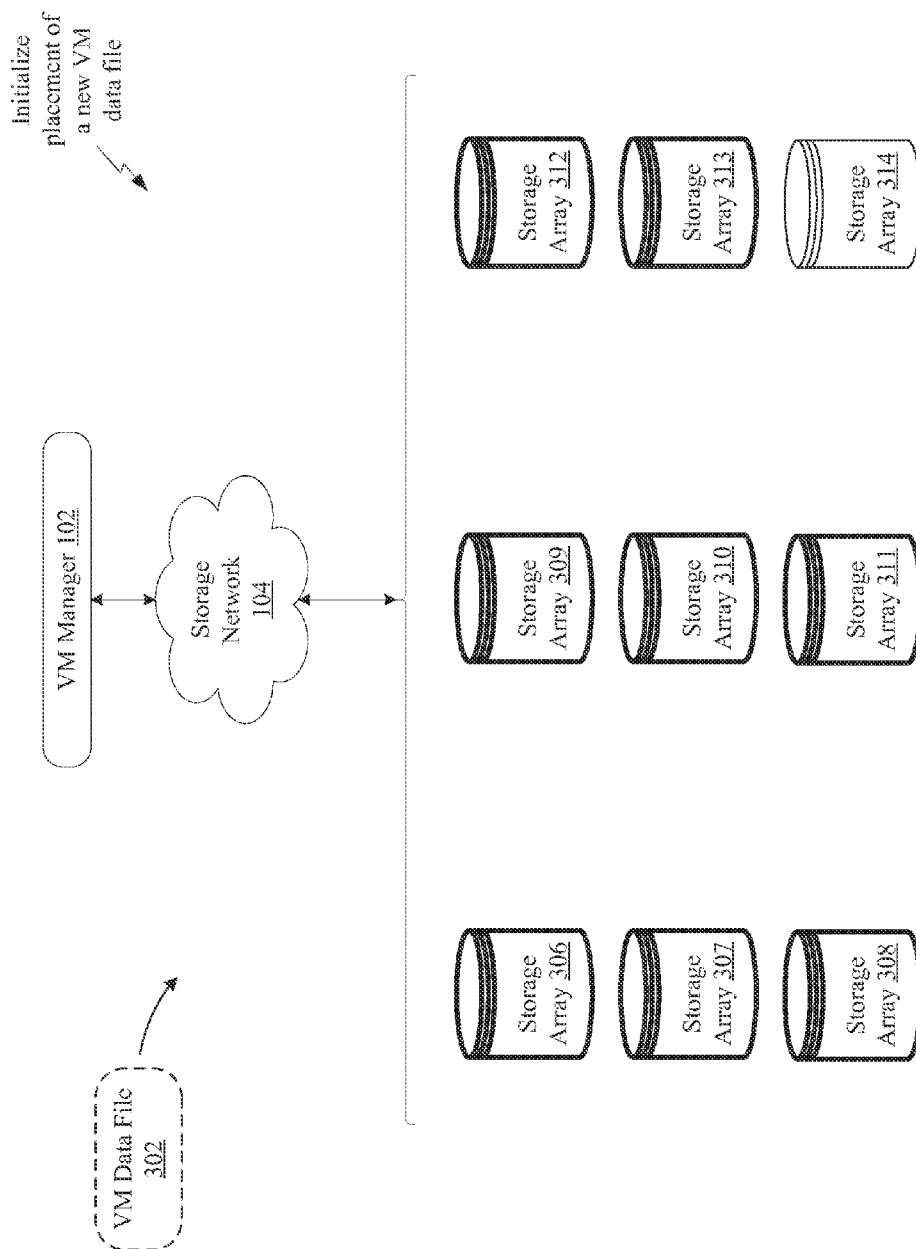 Initialize
placement of
a new VM
data file
VM Manager 102
VM Data File
302
Storage
Network
104
Storage
Array 306
Storage
Array 309
Storage
Array 312
Storage
Array 307
Storage
Array 310
Storage
Array 313
Storage
Array 308
Storage
Array 311
Storage
Array 314